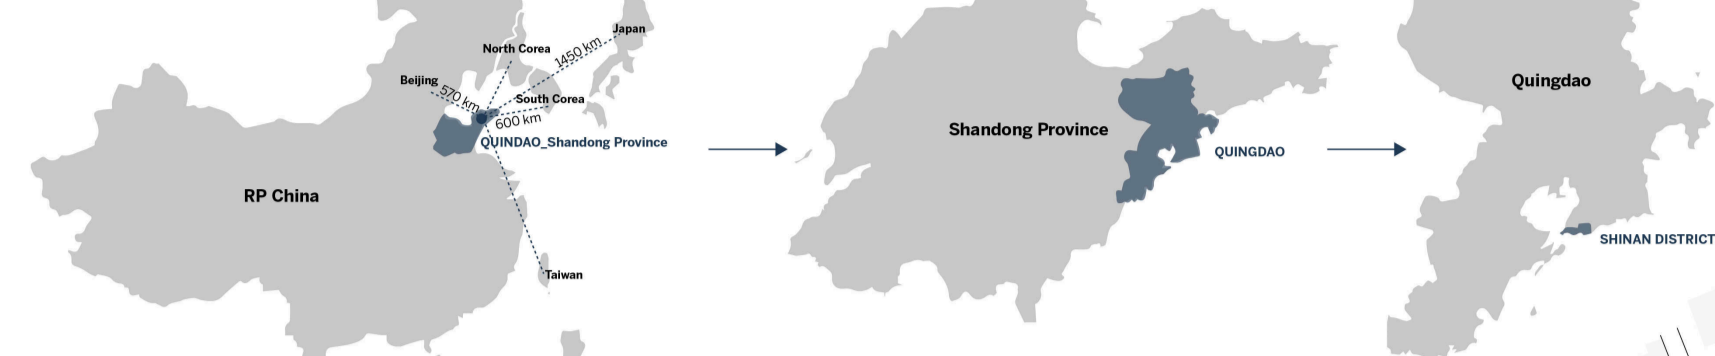 Japan
North Corea
1450 km
Beijing
570 km
South Corea
600 km
QUINDAO_Shandong Province
RP China
Taiwan
Shandong Province
QUINGDAO
Quingdao
SHINAN DISTRICT